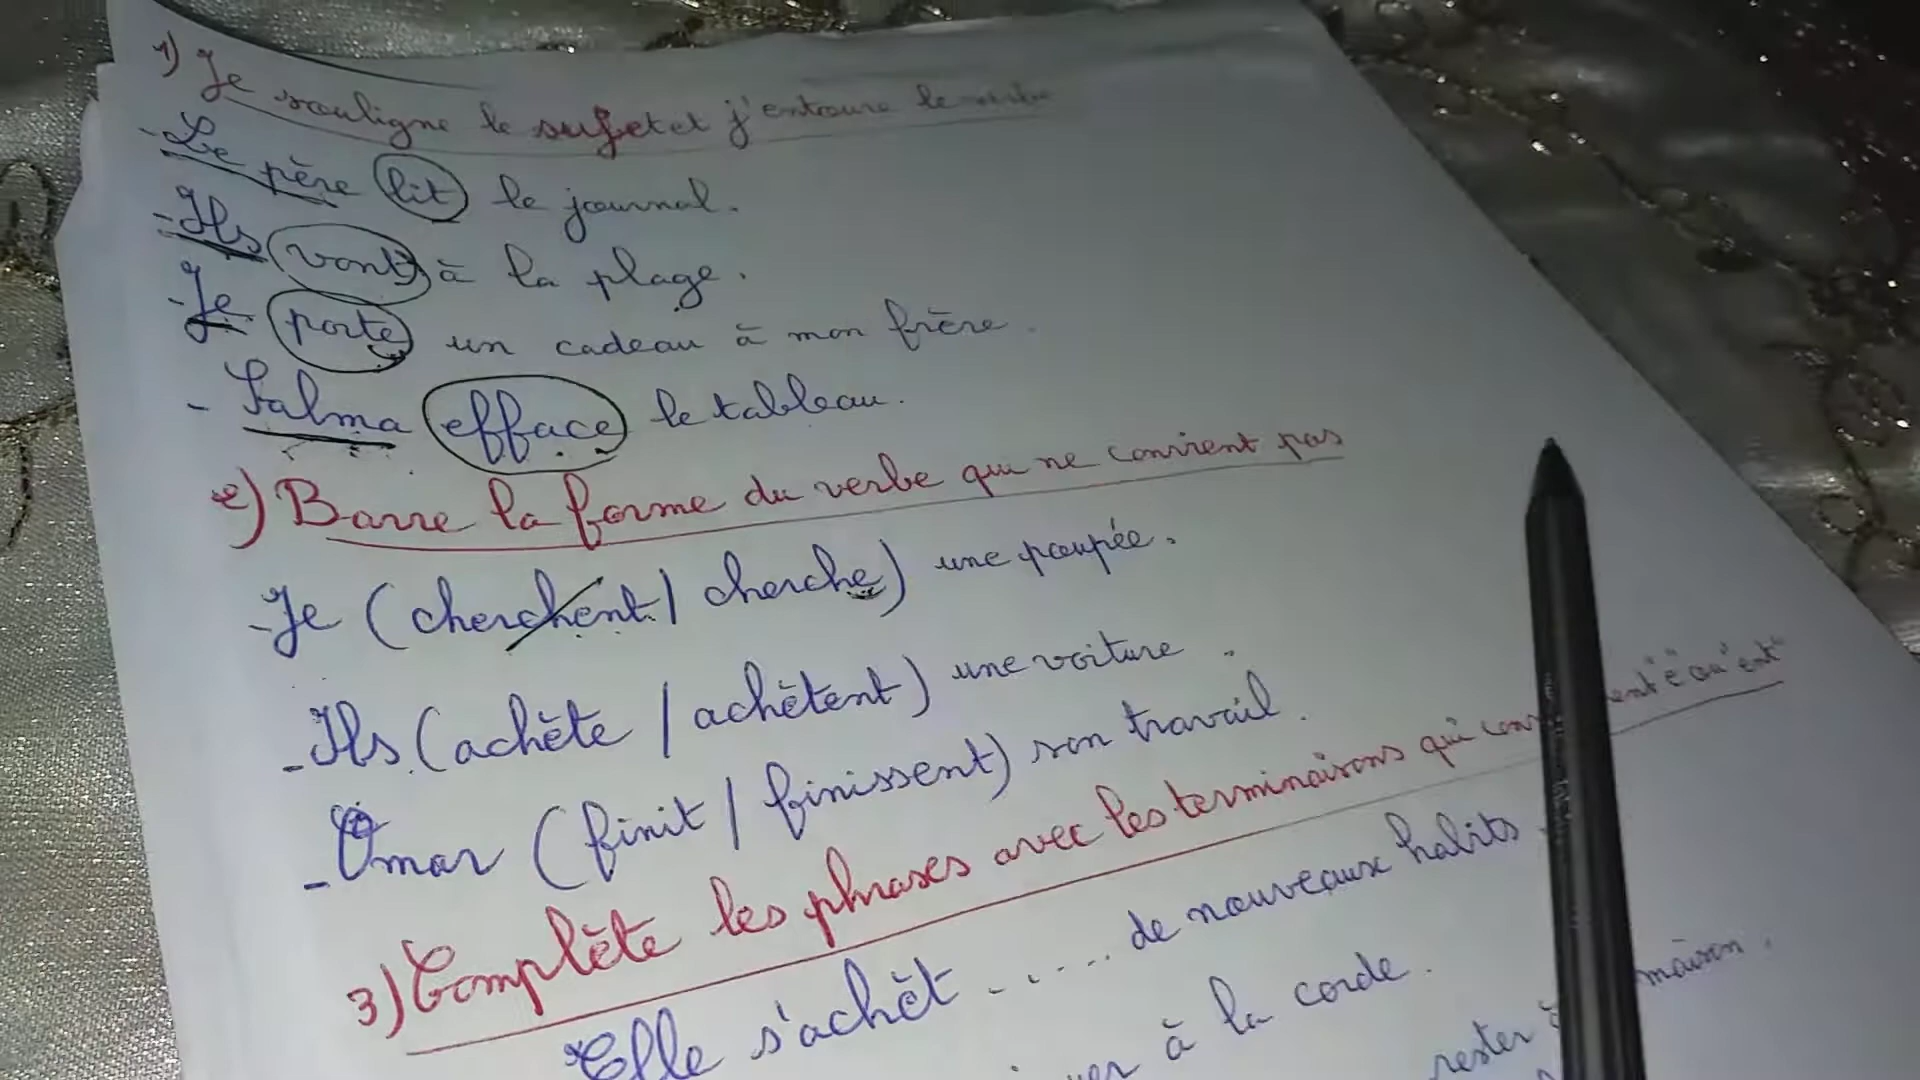 1) Je souligne le sujet et j'entoure le verbe
- Le père lit le journal.
- Ils vont à la plage.
- Je porte un cadeau à mon frère.
- Salma efface le tableau.
2) Barre la forme du verbe qui ne convient pas
- Je (cherchent / cherche) une poupée.
- Ils (achète / achètent) une voiture.
- Omar (finit / finissent) son travail.
3) Complète les phrases avec les terminaisons qui "e" ou "ent"
Elle s'achèt ..... de nouveaux habits
à la corde.
rester maison.